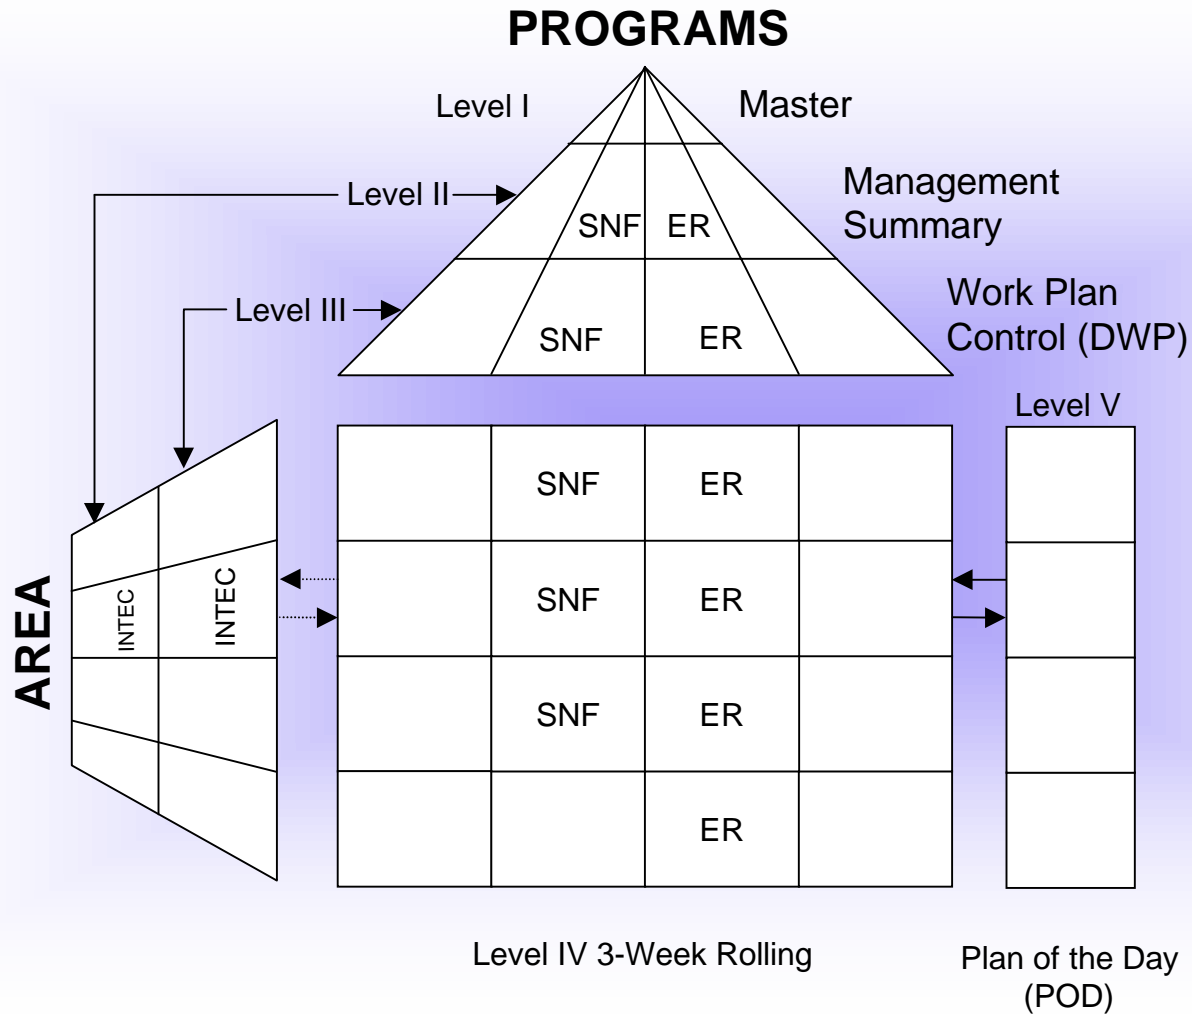 PROGRAMS
Level I
Master
Level II
Management
Summary
SNF ER
Level III
Work Plan
Control (DWP)
SNF ER
Level V
SNF ER
AREA
INTEC
INTEC
SNF ER
SNF ER
ER
Level IV 3-Week Rolling
Plan of the Day
(POD)